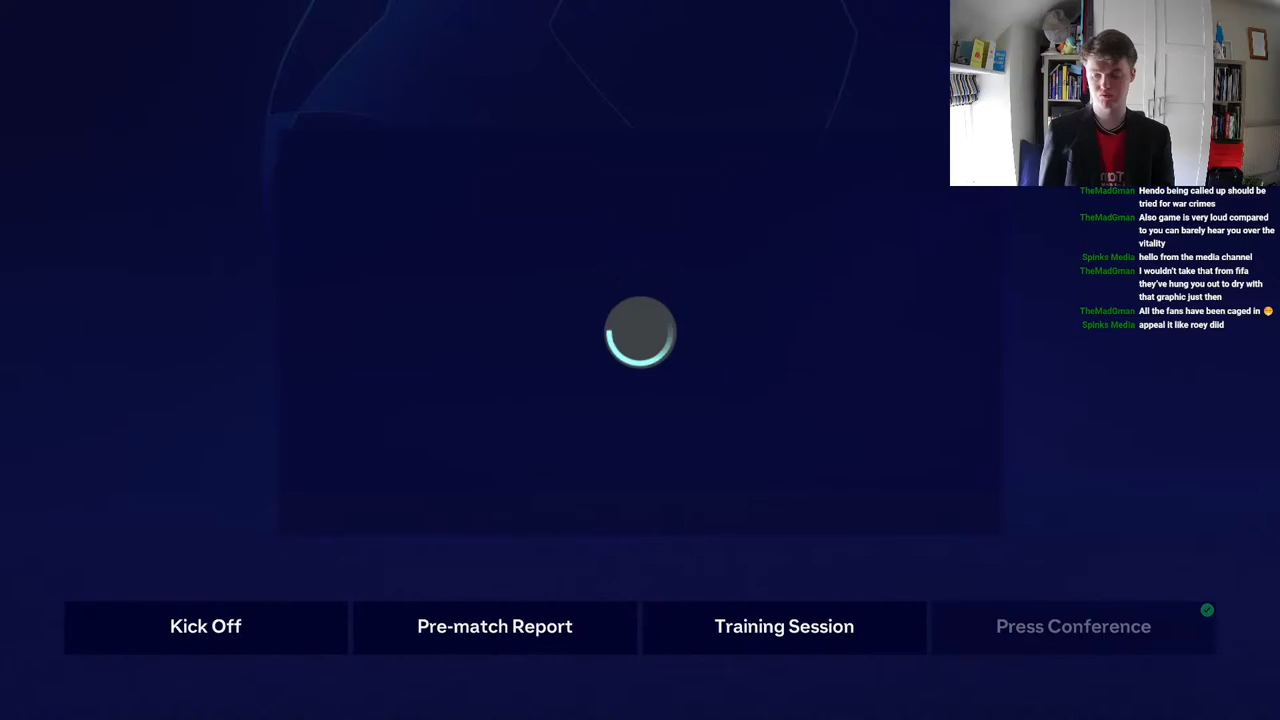 TheMadGman Hendo being called up should be
tried for war crimes
TheMadGman Also game is very loud compared
to you can barely hear you over the
vitality
Spinks Media hello from the media channel
TheMadGman I wouldn't take that from fifa
they've hung you out to dry with
that graphic just then
TheMadGman All the fans have been caged in
Spinks Media appeal it like roey diid
Kick Off
Pre-match Report
Training Session
Press Conference